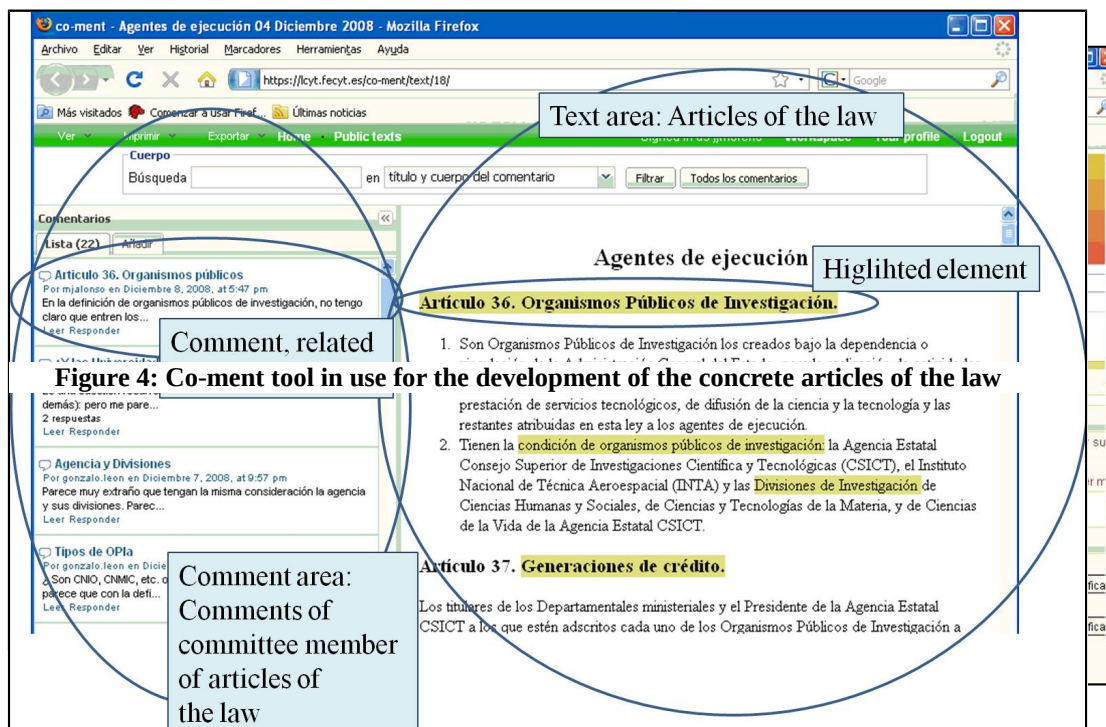 co-ment - Agentes de ejecución 04 Diciembre 2008 - Mozilla Firefox
Archivo Editar Ver Historial Marcadores Herramientas Ayuda
https://lcyt.fecyt.es/co-ment/text/18/
Google
Más visitados Comenzar a usar Firef... Últimas noticias
Text area: Articles of the law
Ver Imprimir Exportar Home Public texts Signed in as jjmoreno Workspace Your profile Logout
Cuerpo
Búsqueda en título y cuerpo del comentario Filtrar Todos los comentarios
Comentarios
Lista (22) Añadir
Artículo 36. Organismos públicos
Por mjalonso en Diciembre 8, 2008, at 5:47 pm
En la definición de organismos públicos de investigación, no tengo
claro que entren los...
Leer Responder
Comment, related
Agentes de ejecución
Higlihted element
Artículo 36. Organismos Públicos de Investigación.
1. Son Organismos Públicos de Investigación los creados bajo la dependencia o
Figure 4: Co-ment tool in use for the development of the concrete articles of the law
demás): pero me pare...
2 respuestas
Leer Responder
prestación de servicios tecnológicos, de difusión de la ciencia y la tecnología y las
restantes atribuidas en esta ley a los agentes de ejecución.
2. Tienen la condición de organismos públicos de investigación: la Agencia Estatal
Consejo Superior de Investigaciones Científica y Tecnológicas (CSICT), el Instituto
Nacional de Técnica Aeroespacial (INTA) y las Divisiones de Investigación de
Ciencias Humanas y Sociales, de Ciencias y Tecnologías de la Materia, y de Ciencias
de la Vida de la Agencia Estatal CSICT.
Agencia y Divisiones
Por gonzalo.leon en Diciembre 7, 2008, at 9:57 pm
Parece muy extraño que tengan la misma consideración la agencia
y sus divisiones. Parec...
Leer Responder
Tipos de OPIa
Por gonzalo.leon en Dicie
¿Son CNIO, CNMIC, etc. o
parece que con la defi...
Leer Responder
Comment area:
Comments of
committee member
of articles of
the law
Artículo 37. Generaciones de crédito.
Los titulares de los Departamentales ministeriales y el Presidente de la Agencia Estatal
CSICT a los que estén adscritos cada uno de los Organismos Públicos de Investigación a